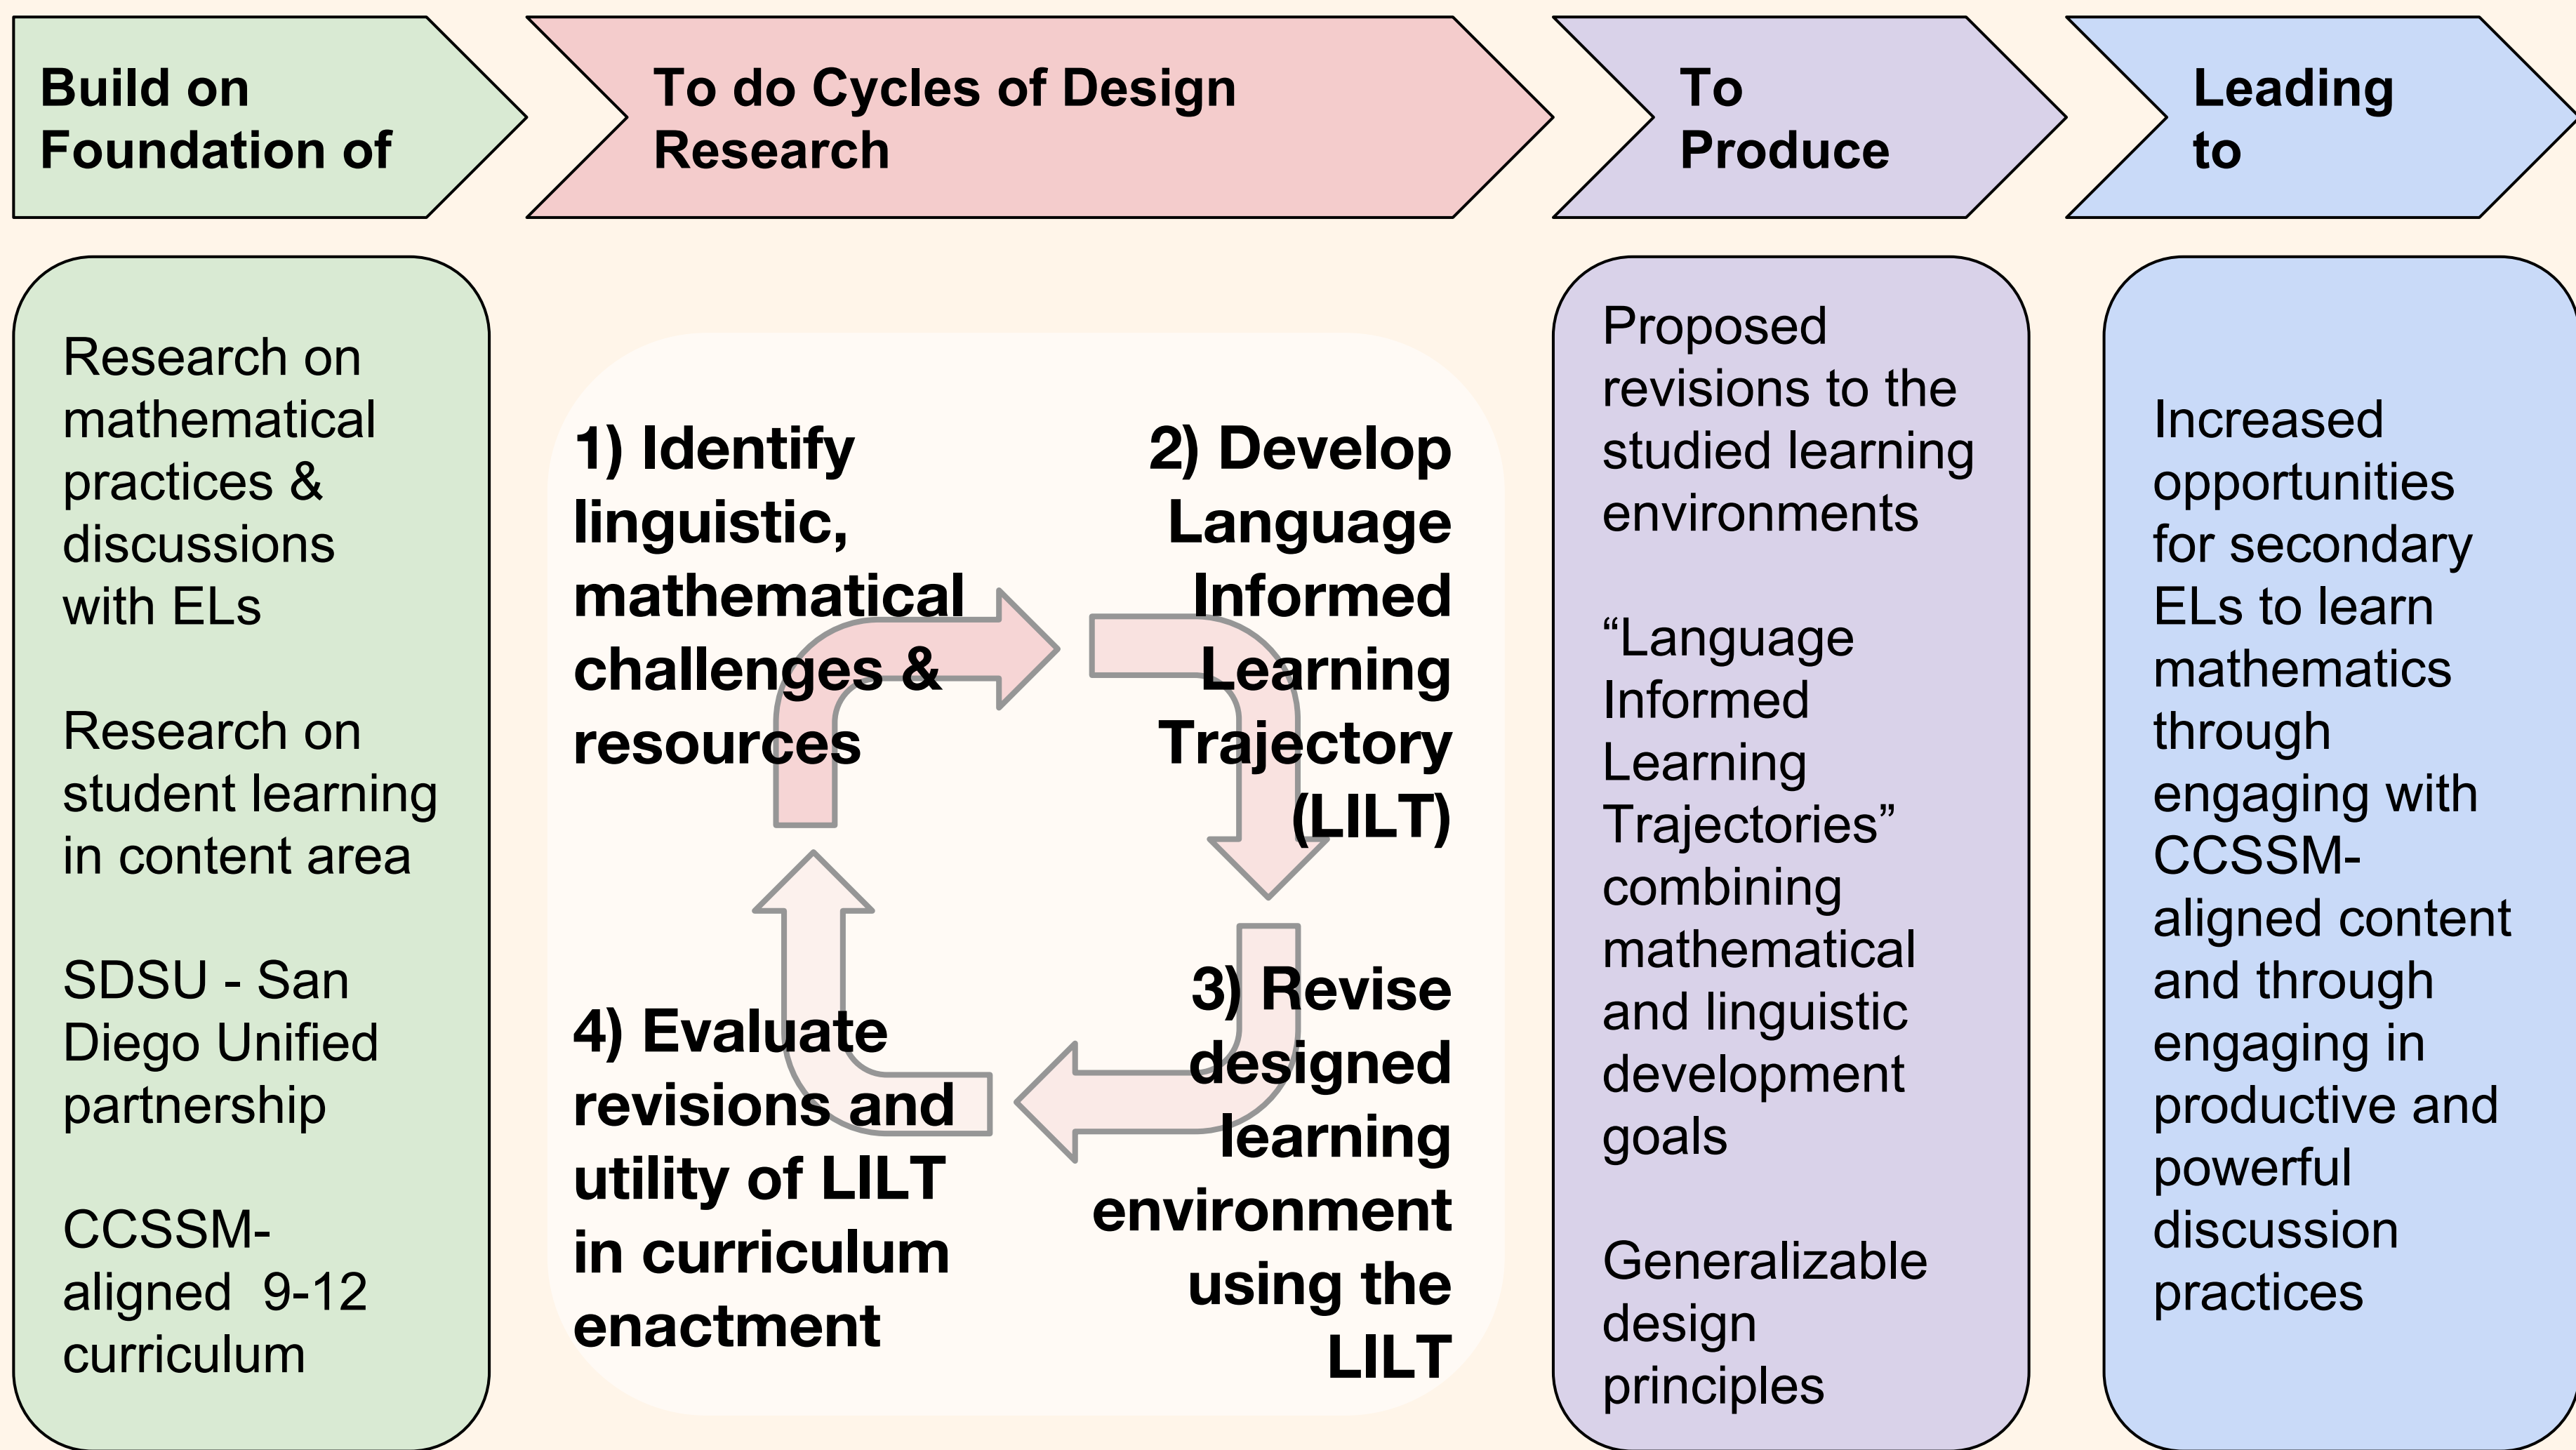 Build on
Foundation of
To do Cycles of Design
Research
To
Produce
Leading
to
Research on
mathematical
practices &
discussions
with ELs
Research on
student learning
in content area
SDSU - San
Diego Unified
partnership
CCSSM-
aligned 9-12
curriculum
1) Identify
linguistic,
mathematical
challenges &
resources
2) Develop
Language
Informed
Learning
Trajectory
(LILT)
3) Revise
designed
learning
environment
using the
LILT
4) Evaluate
revisions and
utility of LILT
in curriculum
enactment
Proposed
revisions to the
studied learning
environments
“Language
Informed
Learning
Trajectories”
combining
mathematical
and linguistic
development
goals
Generalizable
design
principles
Increased
opportunities
for secondary
ELs to learn
mathematics
through
engaging with
CCSSM-
aligned content
and through
engaging in
productive and
powerful
discussion
practices